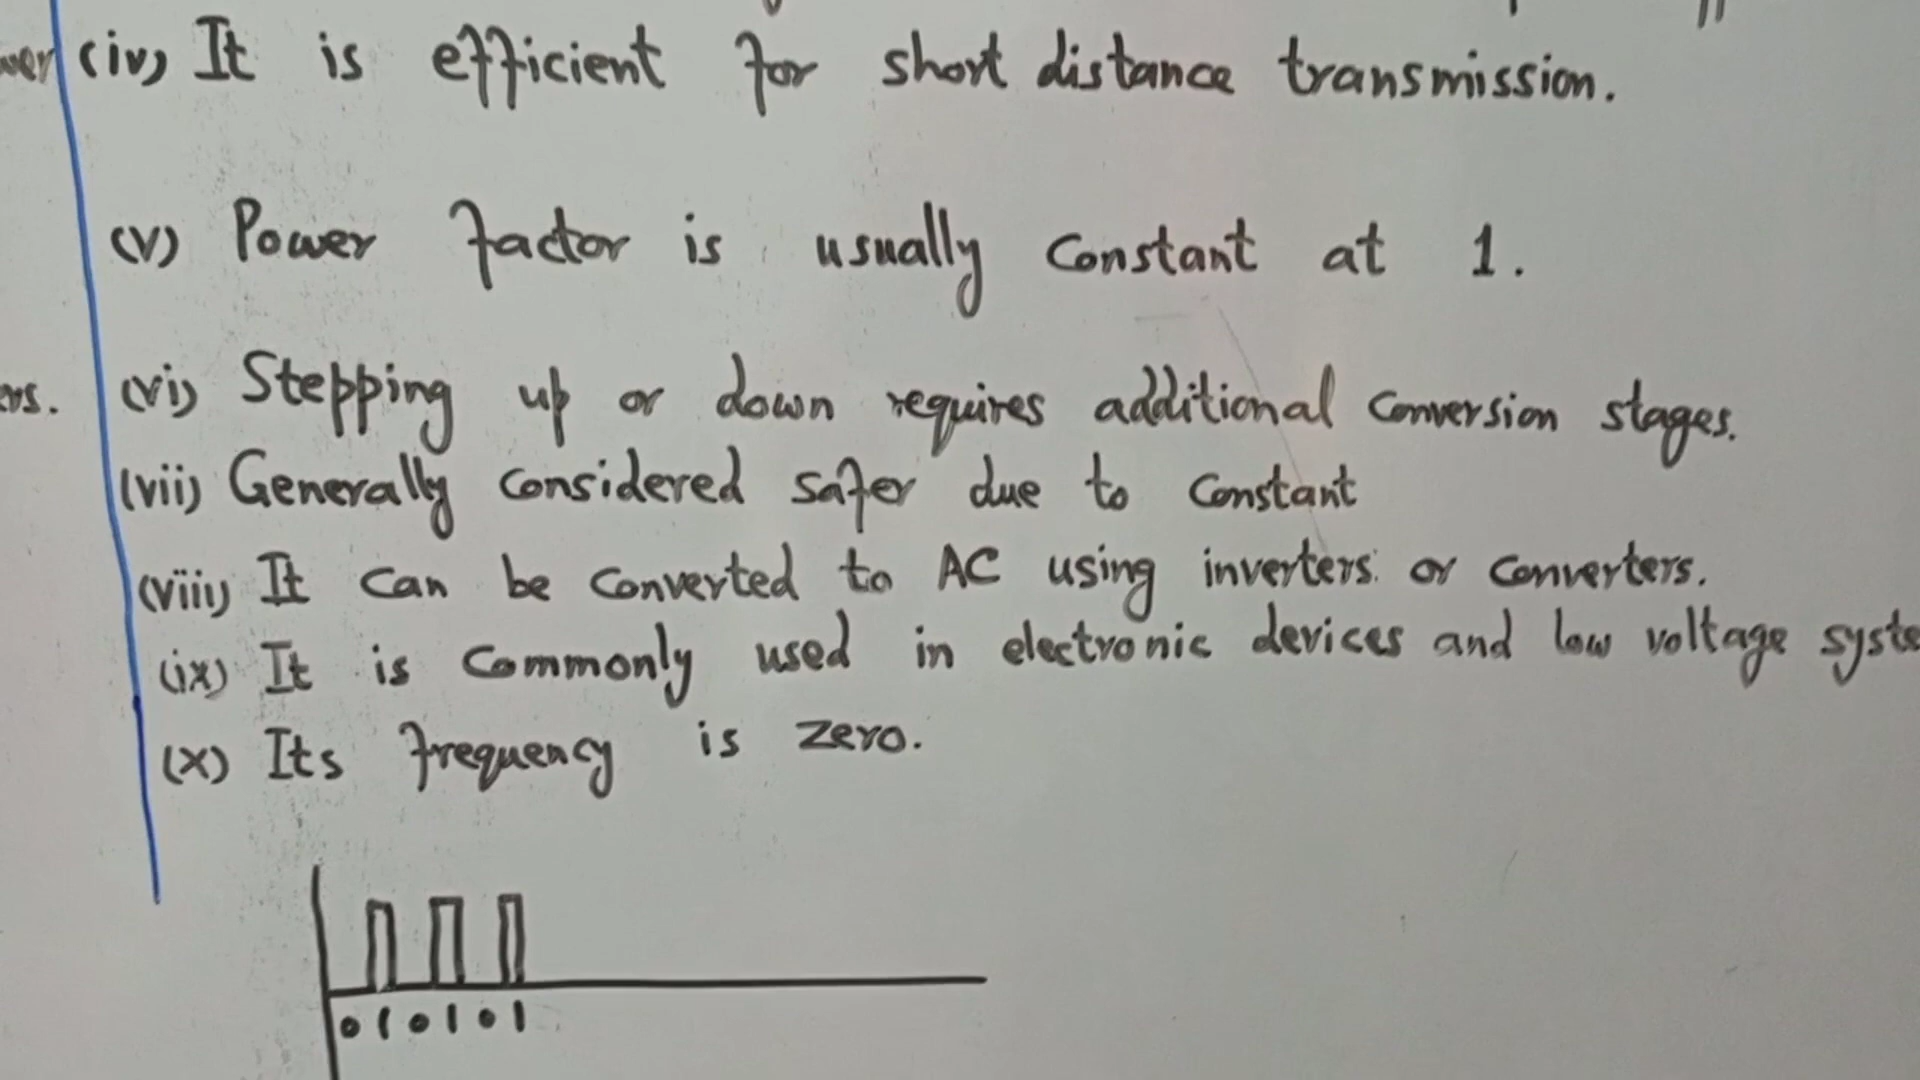 (iv) It is efficient for short distance transmission.
(v) Power factor is usually constant at 1.
(vi) Stepping up or down requires additional conversion stages.
(vii) Generally considered safer due to constant
(viii) It can be converted to AC using inverters or converters.
(ix) It is commonly used in electronic devices and low voltage syste
(x) Its frequency is zero.
0 1 0 1 0 1